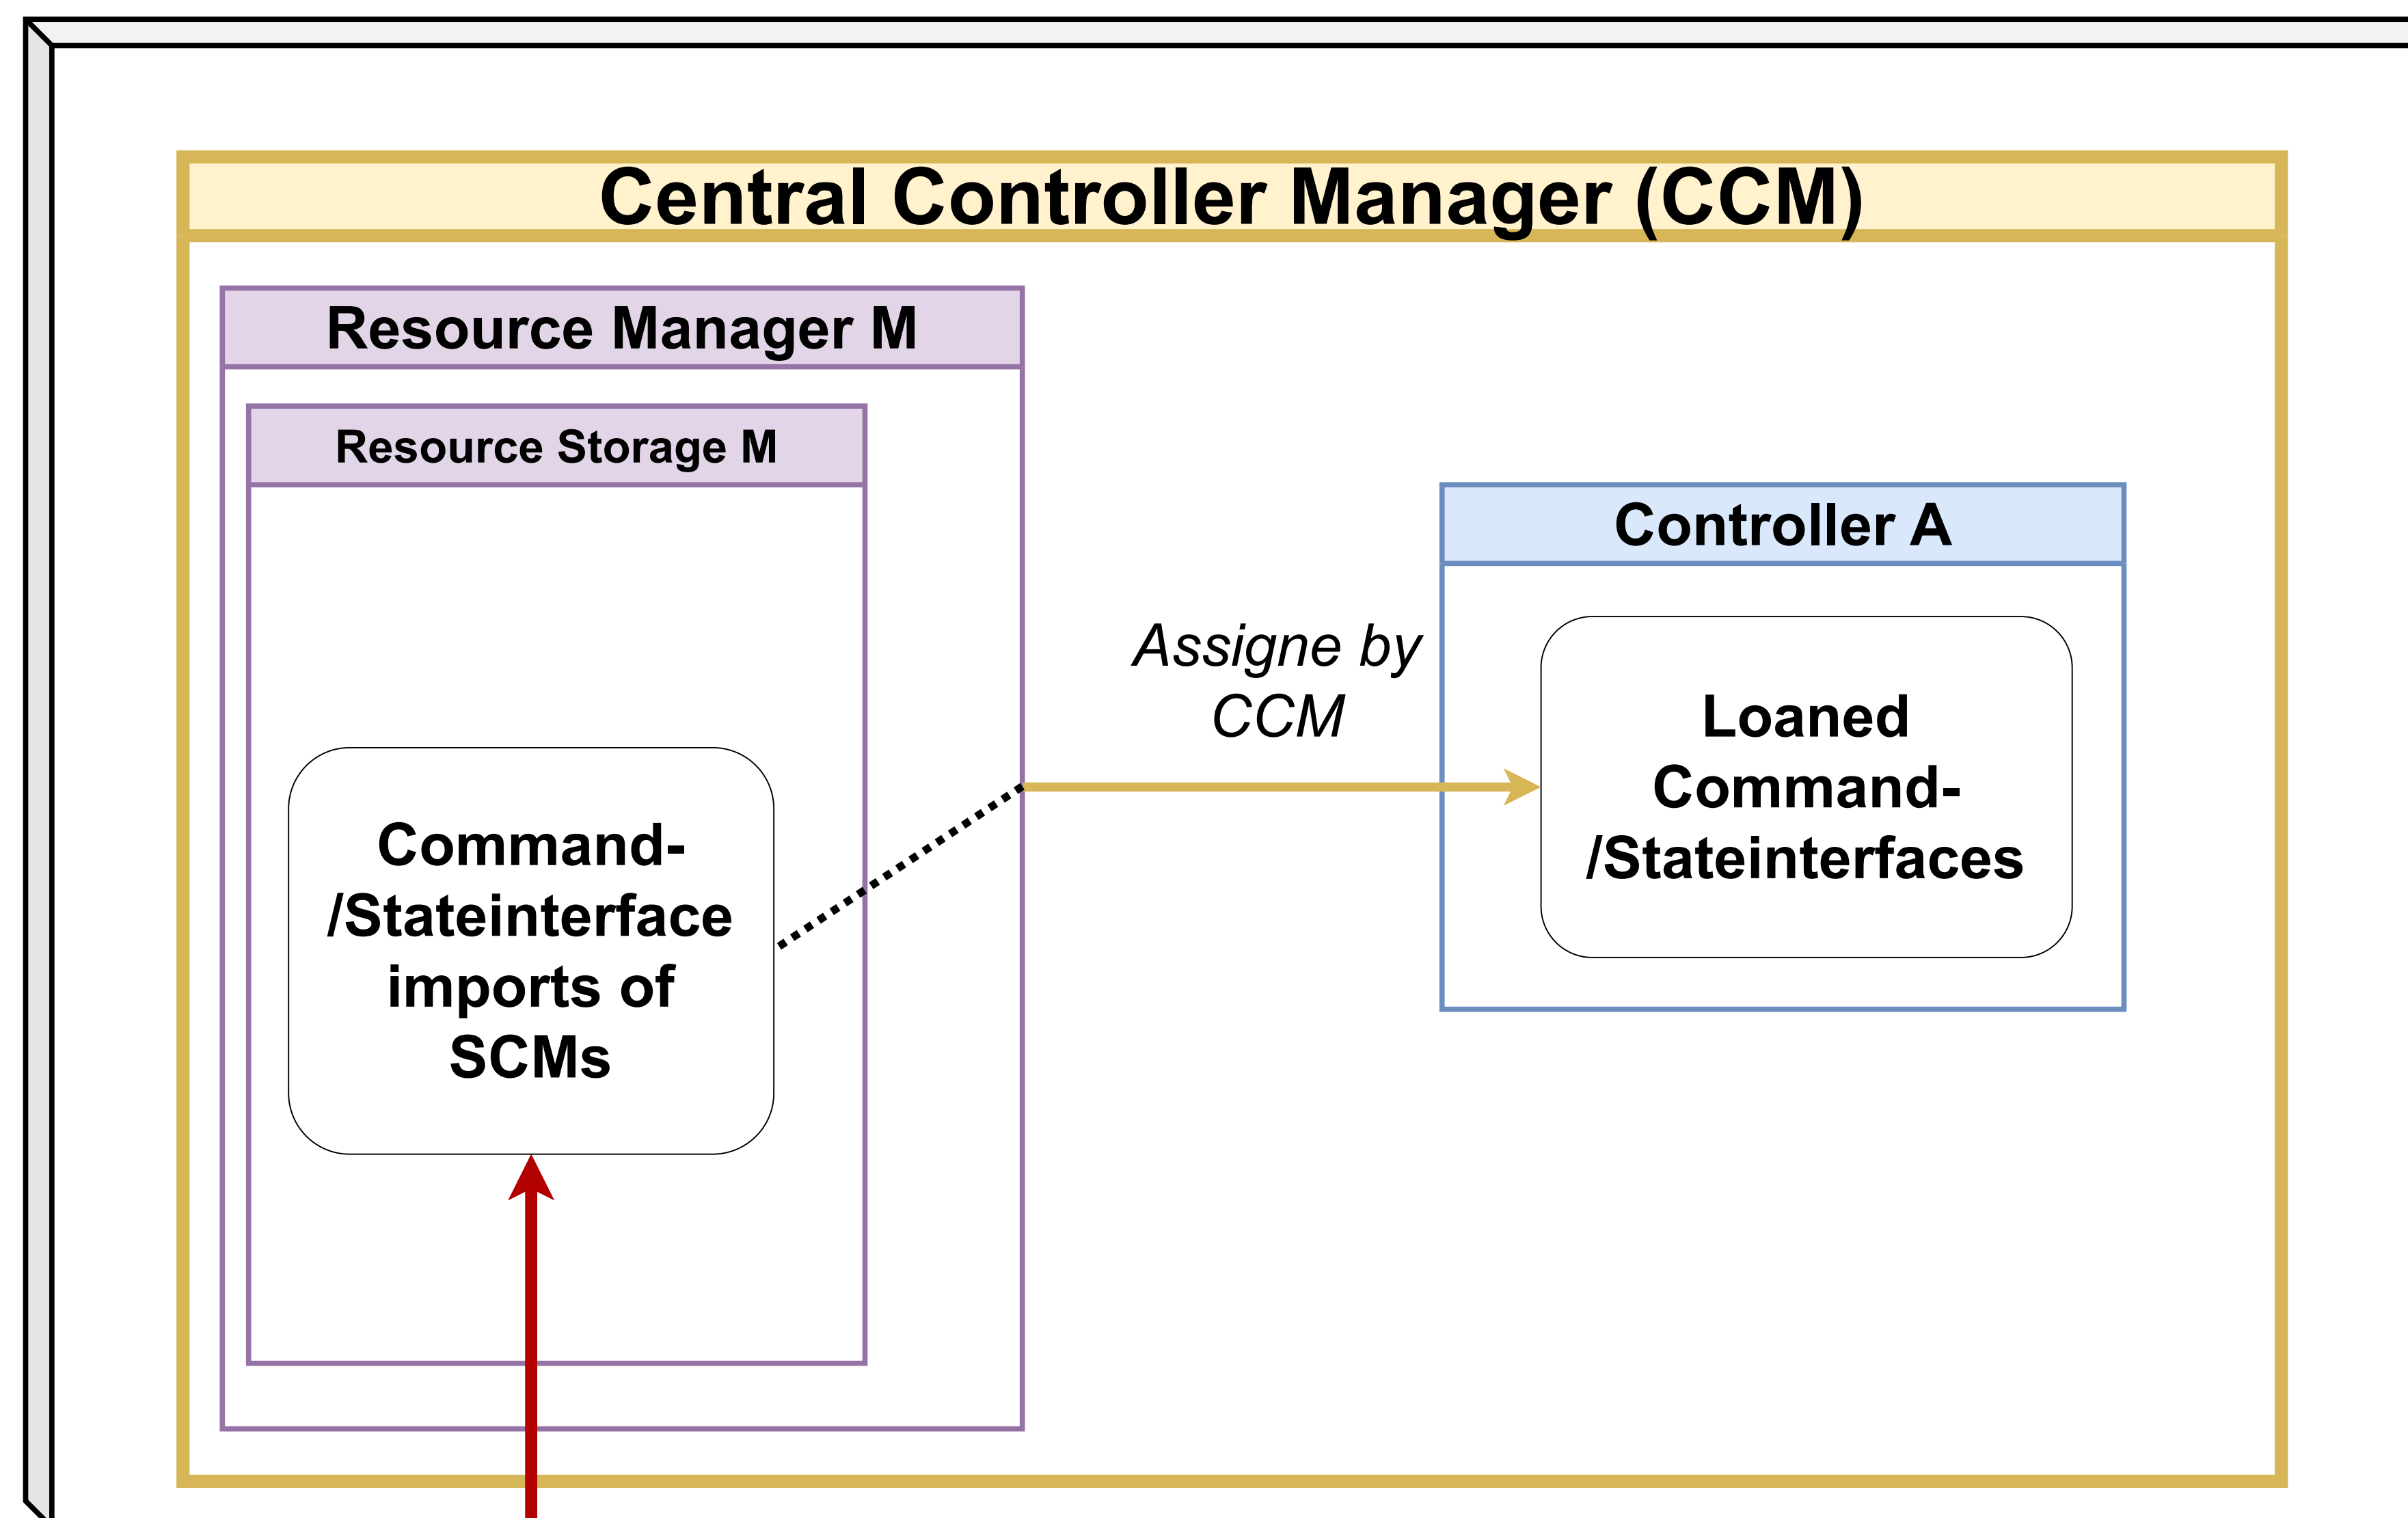 Central Controller Manager (CCM)
Resource Manager M
Resource Storage M
Command-
/Stateinterface
imports of
SCMs
Assigne by
CCM
Controller A
Loaned
Command-
/Stateinterfaces